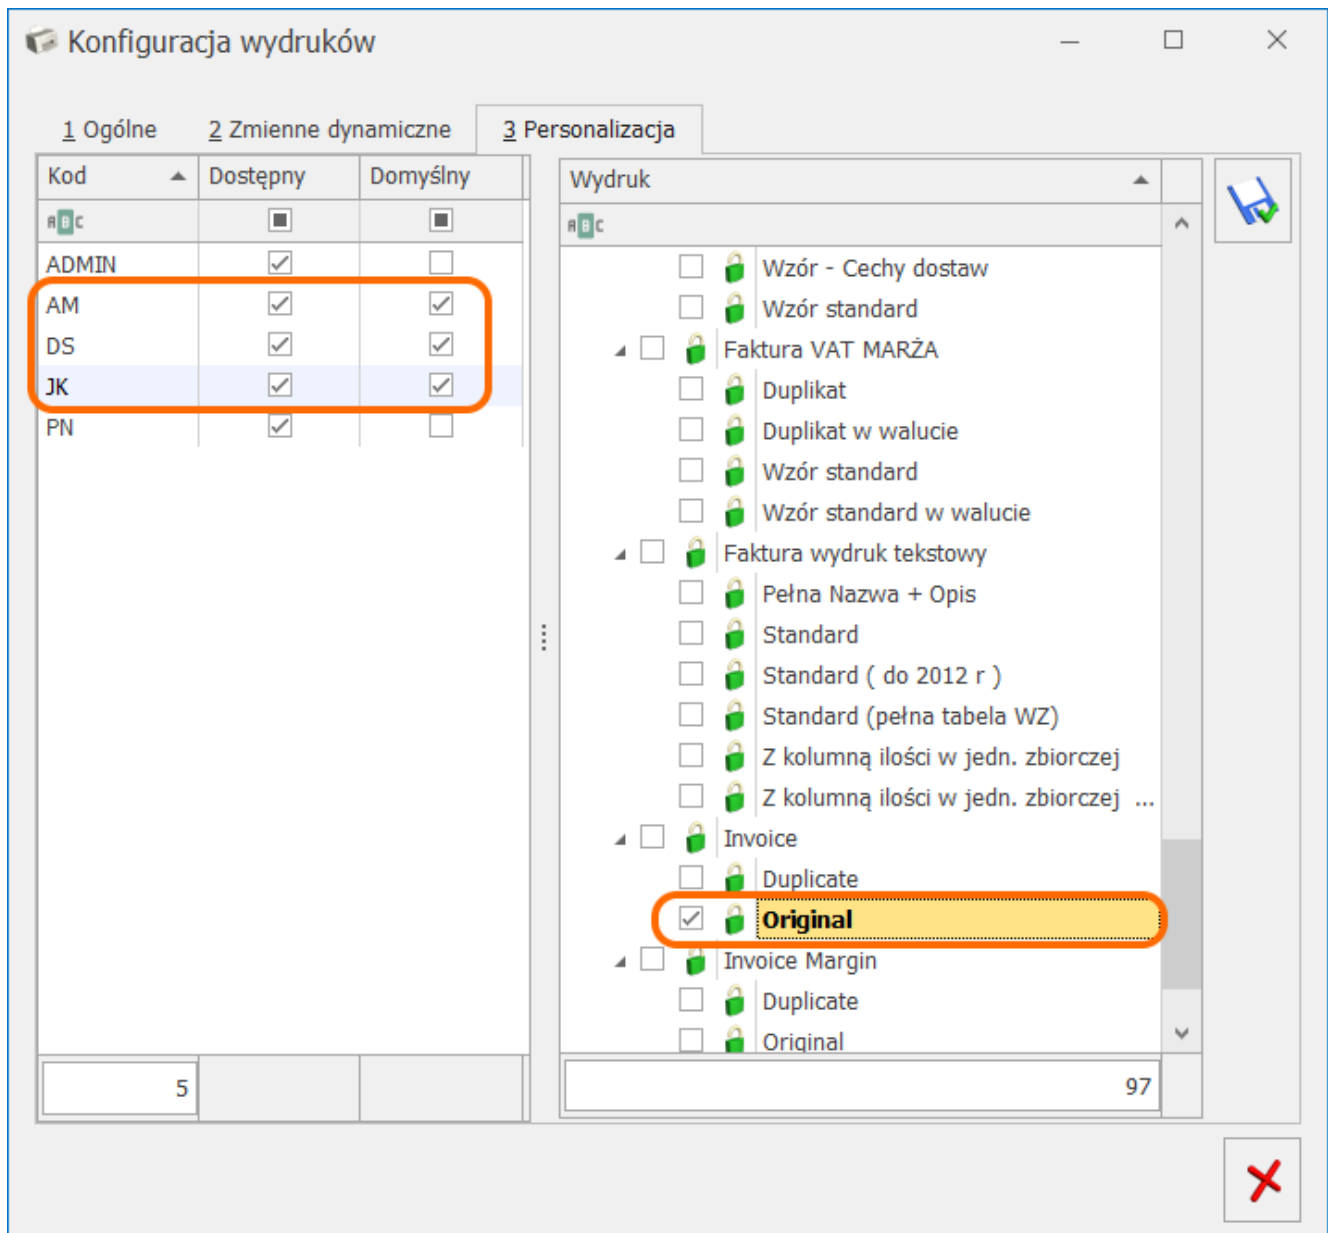 Konfiguracja wydruków
1 Ogólne 2 Zmienne dynamiczne 3 Personalizacja
Kod Dostępny Domyślny
ABC
ADMIN
AM
DS
JK
PN
5
Wydruk
ABC
Wzór - Cechy dostaw
Wzór standard
Faktura VAT MARŻA
Duplikat
Duplikat w walucie
Wzór standard
Wzór standard w walucie
Faktura wydruk tekstowy
Pełna Nazwa + Opis
Standard
Standard ( do 2012 r )
Standard (pełna tabela WZ)
Z kolumną ilości w jedn. zbiorczej
Z kolumną ilości w jedn. zbiorczej ...
Invoice
Duplicate
Original
Invoice Margin
Duplicate
Original
97